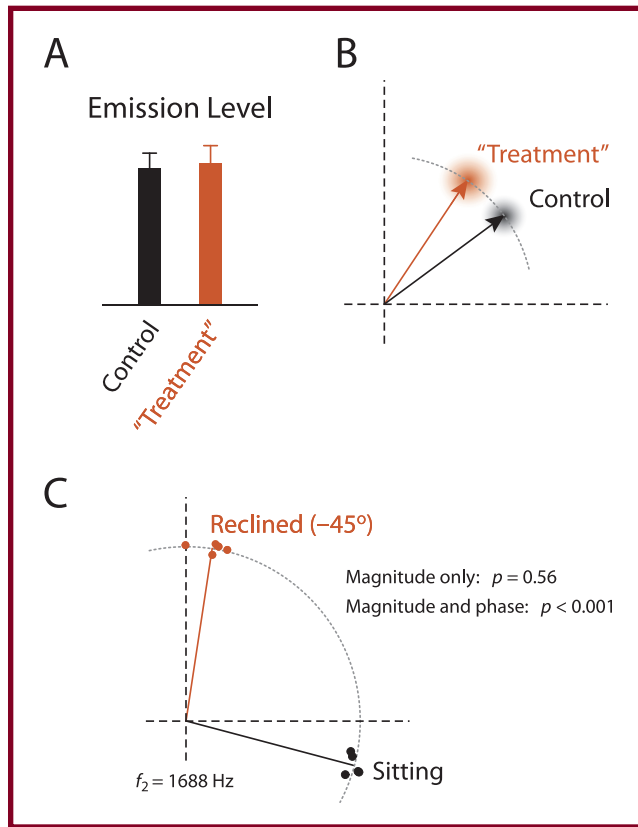 A
Emission Level
Control
“Treatment”
B
“Treatment”
Control
C
Reclined (–45º)
Magnitude only: p = 0.56
Magnitude and phase: p < 0.001
Sitting
f₂ = 1688 Hz